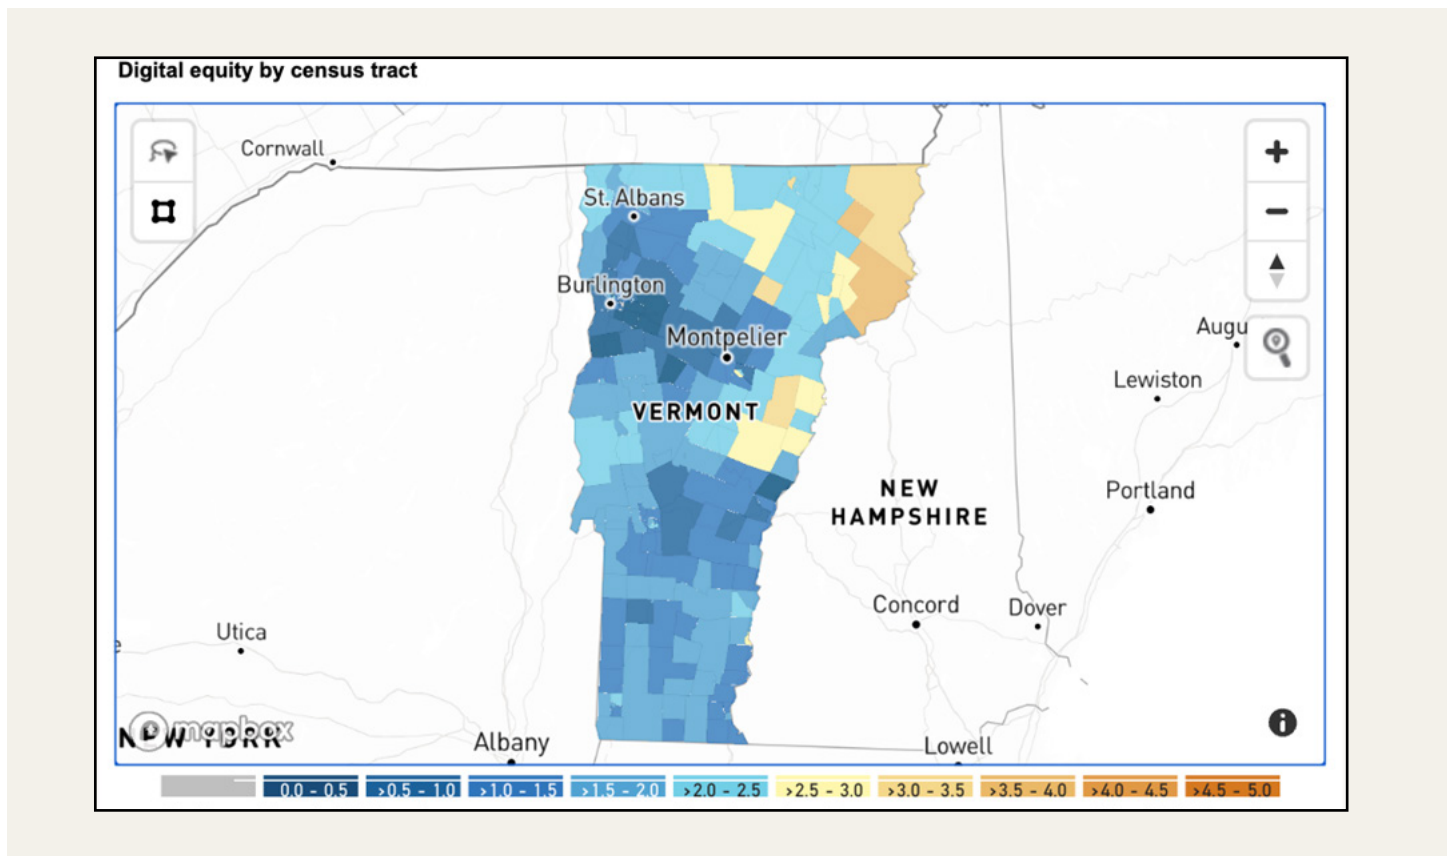 Digital equity by census tract
Cornwall
St. Albans
Burlington
Montpelier
Augu
Lewiston
VERMONT
Portland
NEW
HAMPSHIRE
Concord
Dover
Utica
mapbox
NEW YORK
Albany
Lowell
0.0 - 0.5
>0.5 - 1.0
>1.0 - 1.5
>1.5 - 2.0
>2.0 - 2.5
>2.5 - 3.0
>3.0 - 3.5
>3.5 - 4.0
>4.0 - 4.5
>4.5 - 5.0